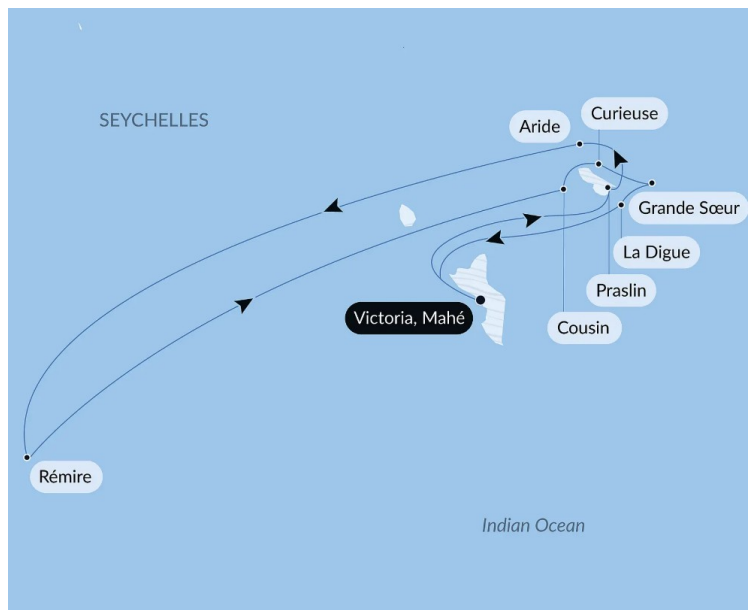 SEYCHELLES
Curieuse
Aride
Grande Sœur
La Digue
Praslin
Victoria, Mahé
Cousin
Rémire
Indian Ocean